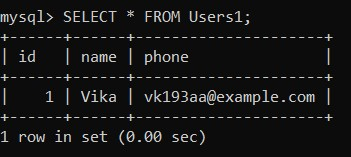 mysql> SELECT * FROM Users1;
+------+------+---------------------+
| id   | name | phone               |
+------+------+---------------------+
|    1 | Vika | vk193aa@example.com |
+------+------+---------------------+
1 row in set (0.00 sec)